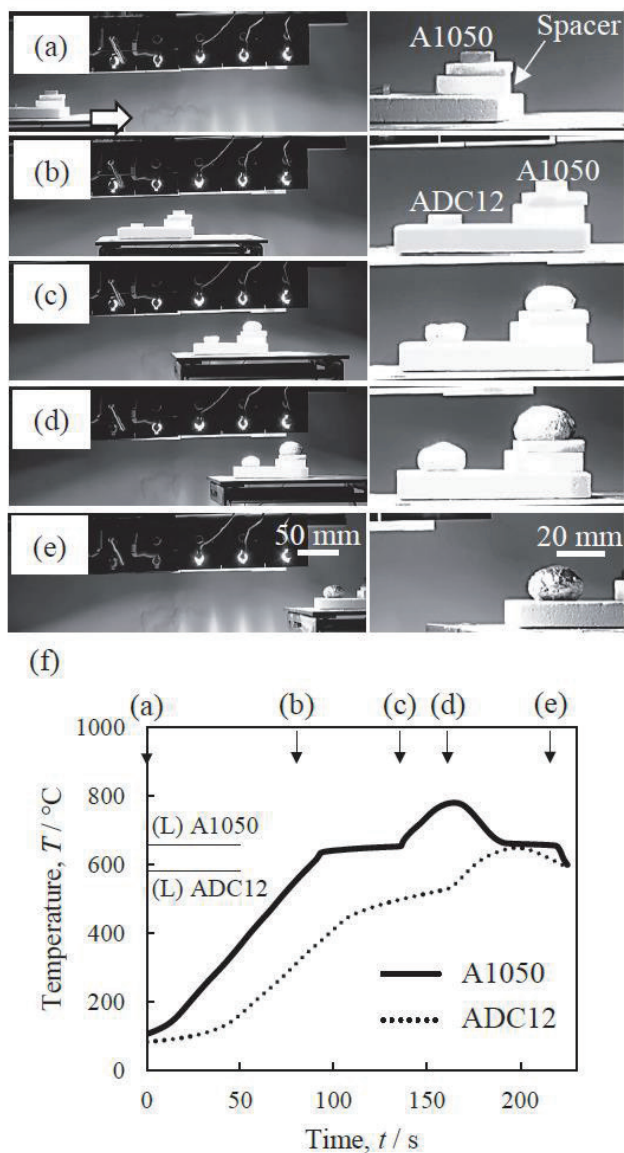 (a)
A1050
Spacer
(b)
A1050
ADC12
(c)
(d)
(e)
50 mm
20 mm
(f)
(a) (b) (c) (d) (e)
1000
800
600
400
200
0
(L) A1050
(L) ADC12
A1050
ADC12
0 50 100 150 200
Temperature, T / °C
Time, t / s